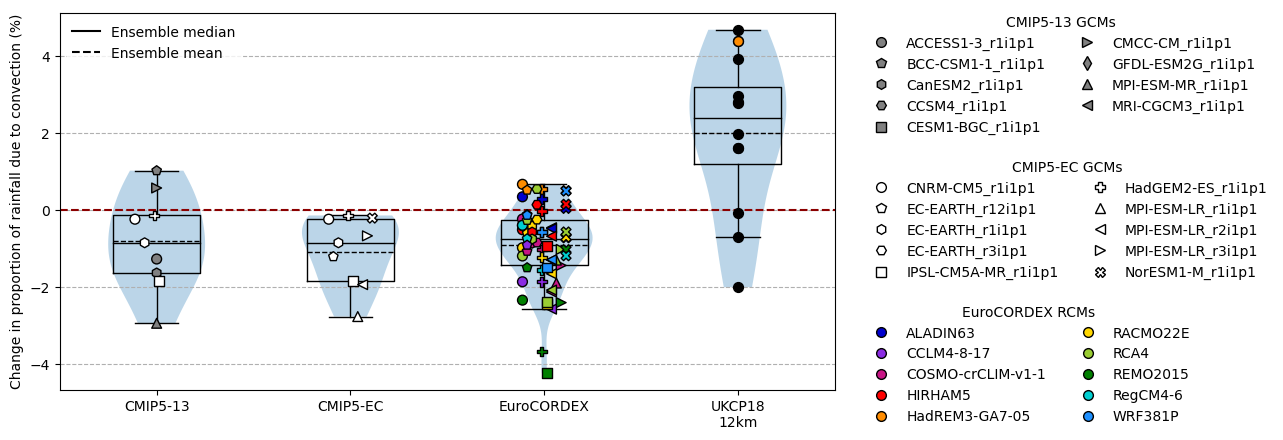 Change in proportion of rainfall due to convection (%)
4
2
0
−2
−4
Ensemble median
Ensemble mean
CMIP5-13
CMIP5-EC
EuroCORDEX
UKCP18
12km
CMIP5-13 GCMs
ACCESS1-3_r1i1p1
BCC-CSM1-1_r1i1p1
CanESM2_r1i1p1
CCSM4_r1i1p1
CESM1-BGC_r1i1p1
CMCC-CM_r1i1p1
GFDL-ESM2G_r1i1p1
MPI-ESM-MR_r1i1p1
MRI-CGCM3_r1i1p1
CMIP5-EC GCMs
CNRM-CM5_r1i1p1
EC-EARTH_r12i1p1
EC-EARTH_r1i1p1
EC-EARTH_r3i1p1
IPSL-CM5A-MR_r1i1p1
HadGEM2-ES_r1i1p1
MPI-ESM-LR_r1i1p1
MPI-ESM-LR_r2i1p1
MPI-ESM-LR_r3i1p1
NorESM1-M_r1i1p1
EuroCORDEX RCMs
ALADIN63
CCLM4-8-17
COSMO-crCLIM-v1-1
HIRHAM5
HadREM3-GA7-05
RACMO22E
RCA4
REMO2015
RegCM4-6
WRF381P